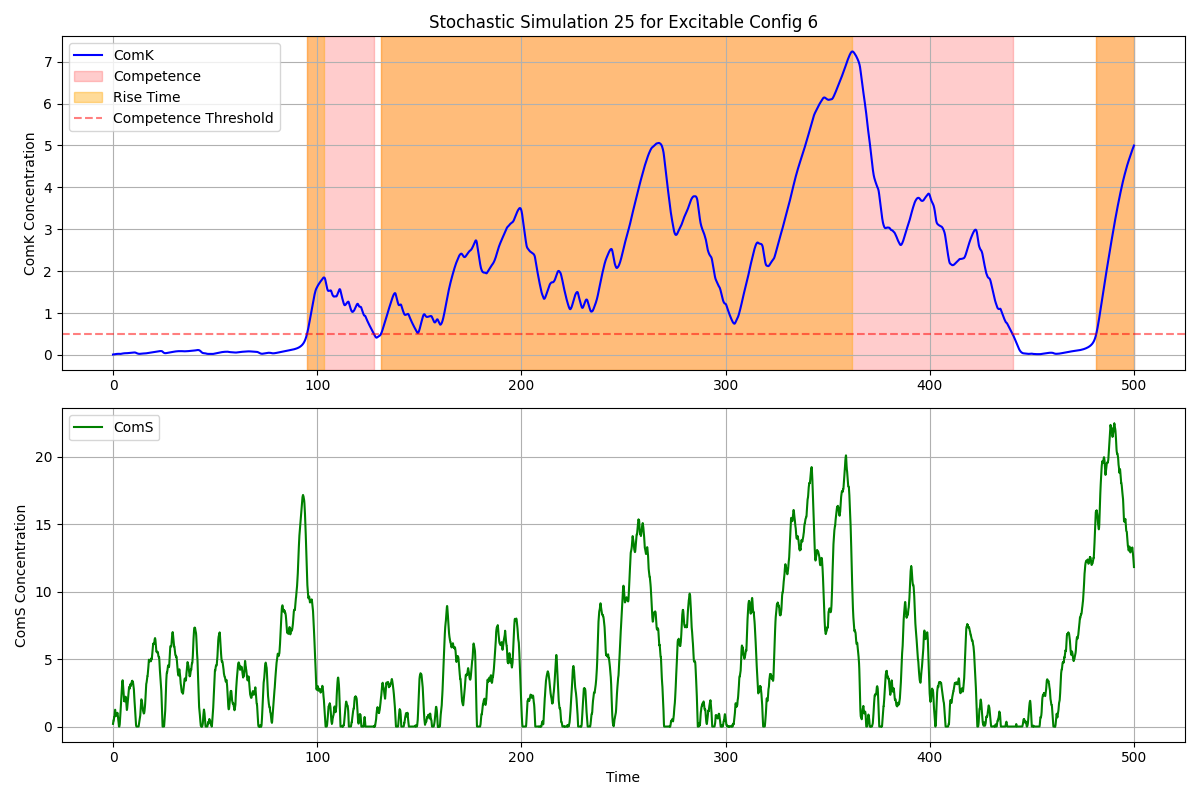 Stochastic Simulation 25 for Excitable Config 6
ComK Concentration
7
6
5
4
3
2
1
0
ComK
Competence
Rise Time
Competence Threshold
0 100 200 300 400 500
ComS Concentration
20
15
10
5
0
ComS
0 100 200 300 400 500
Time